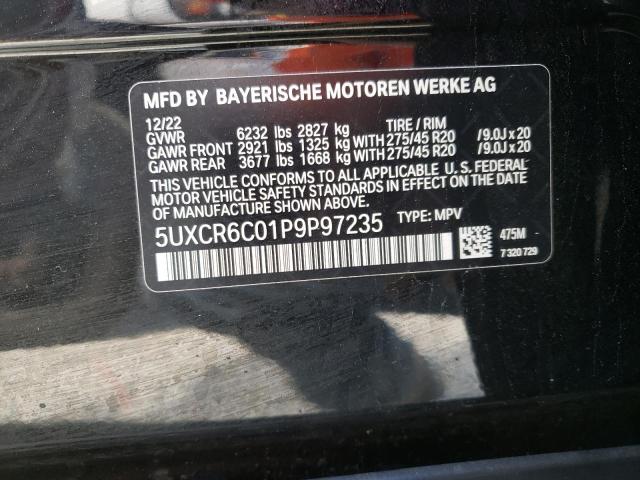 MFD BY BAYERISCHE MOTOREN WERKE AG
12/22
GVWR 6232 lbs 2827 kg TIRE / RIM
GAWR FRONT 2921 lbs 1325 kg WITH 275/45 R20 /9.0J x 20
GAWR REAR 3677 lbs 1668 kg WITH 275/45 R20 /9.0J x 20
THIS VEHICLE CONFORMS TO ALL APPLICABLE U.S. FEDERAL
MOTOR VEHICLE SAFETY STANDARDS IN EFFECT ON THE
DATE OF MANUFACTURE SHOWN ABOVE.
5UXCR6C01P9P97235 TYPE: MPV
475M
7 320 729